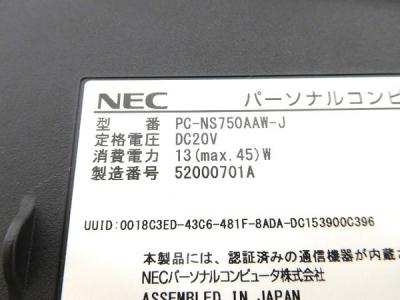 NEC パーソナルコンピ
型 番 PC-NS750AAW-J
定格電圧 DC20V
消費電力 13(max.45)W
製造番号 52000701A
UUID:0018C3ED-43C6-481F-8ADA-DC153900C396
本製品には、認証済みの通信機器が内蔵さ
NECパーソナルコンピュータ株式会社
ASSEMBLED IN JAPAN